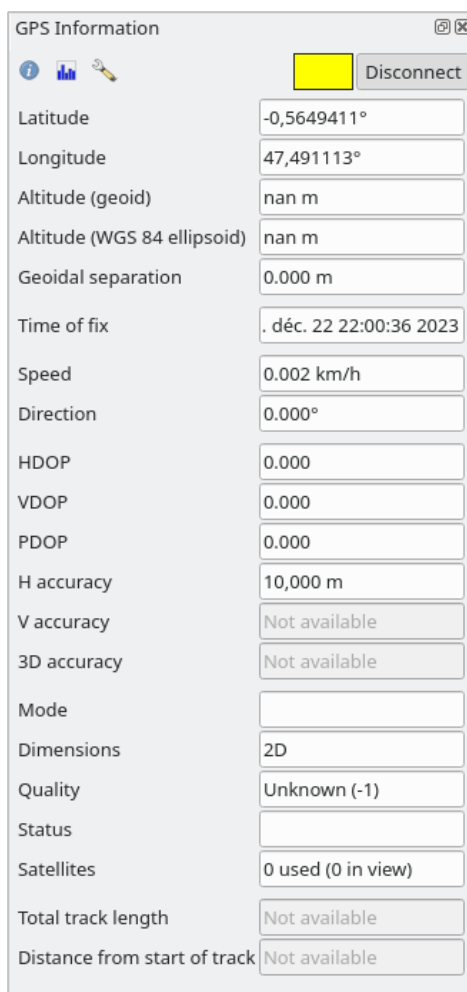 GPS Information
Disconnect
Latitude -0,5649411°
Longitude 47,491113°
Altitude (geoid) nan m
Altitude (WGS 84 ellipsoid) nan m
Geoidal separation 0.000 m
Time of fix . déc. 22 22:00:36 2023
Speed 0.002 km/h
Direction 0.000°
HDOP 0.000
VDOP 0.000
PDOP 0.000
H accuracy 10,000 m
V accuracy Not available
3D accuracy Not available
Mode
Dimensions 2D
Quality Unknown (-1)
Status
Satellites 0 used (0 in view)
Total track length Not available
Distance from start of track Not available